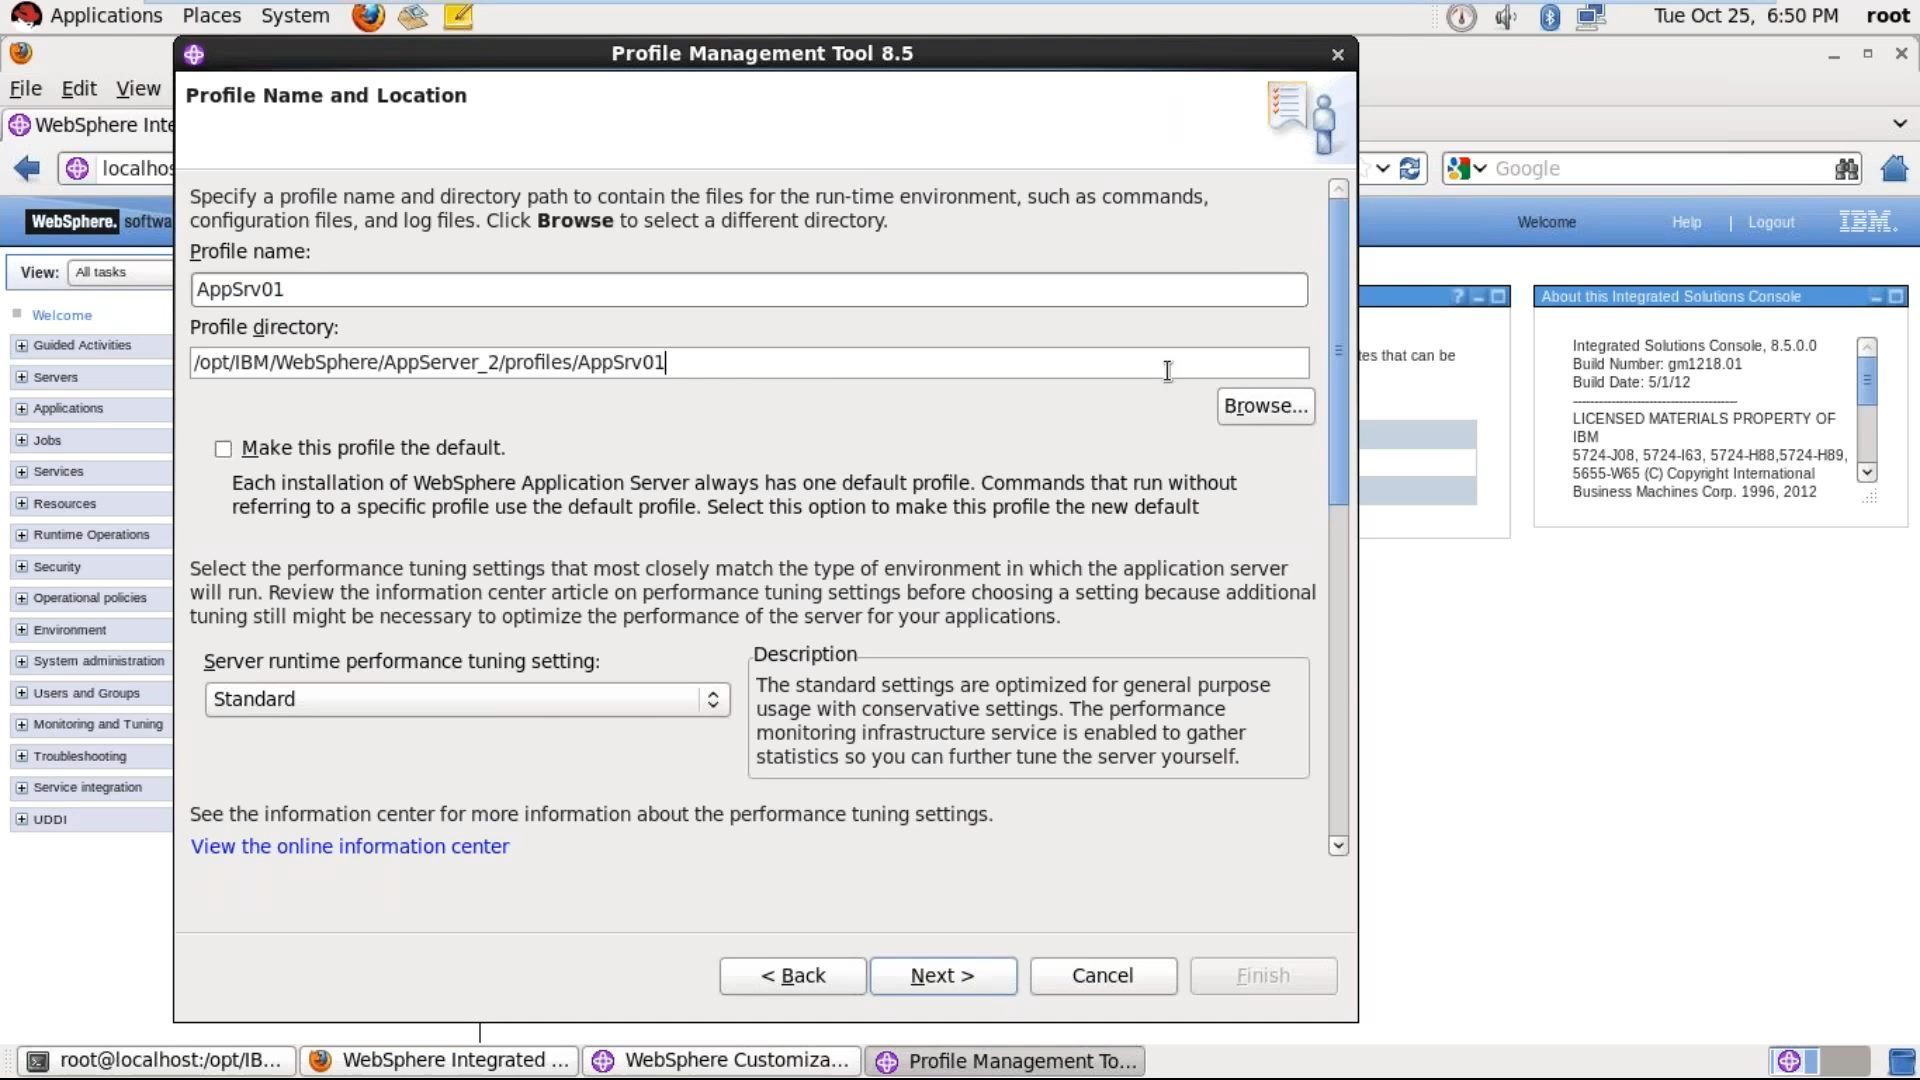 Applications Places System
Tue Oct 25, 6:50 PM root
Profile Management Tool 8.5
File Edit View
Profile Name and Location
WebSphere Inte
localhos
Google
WebSphere. softwa
Welcome Help | Logout IBM.
View: All tasks
Welcome
Guided Activities
Servers
Applications
Jobs
Services
Resources
Runtime Operations
Security
Operational policies
Environment
System administration
Users and Groups
Monitoring and Tuning
Troubleshooting
Service integration
UDDI
Specify a profile name and directory path to contain the files for the run-time environment, such as commands,
configuration files, and log files. Click Browse to select a different directory.
Profile name:
AppSrv01
Profile directory:
/opt/IBM/WebSphere/AppServer_2/profiles/AppSrv01
Browse...
Make this profile the default.
Each installation of WebSphere Application Server always has one default profile. Commands that run without
referring to a specific profile use the default profile. Select this option to make this profile the new default
Select the performance tuning settings that most closely match the type of environment in which the application server
will run. Review the information center article on performance tuning settings before choosing a setting because additional
tuning still might be necessary to optimize the performance of the server for your applications.
Server runtime performance tuning setting:
Standard
Description
The standard settings are optimized for general purpose
usage with conservative settings. The performance
monitoring infrastructure service is enabled to gather
statistics so you can further tune the server yourself.
See the information center for more information about the performance tuning settings.
View the online information center
< Back Next > Cancel Finish
tes that can be
About this Integrated Solutions Console
Integrated Solutions Console, 8.5.0.0
Build Number: gm1218.01
Build Date: 5/1/12
----------------------------------------
LICENSED MATERIALS PROPERTY OF
IBM
5724-J08, 5724-I63, 5724-H88,5724-H89,
5655-W65 (C) Copyright International
Business Machines Corp. 1996, 2012
root@localhost:/opt/IB... WebSphere Integrated ... WebSphere Customiza... Profile Management To...